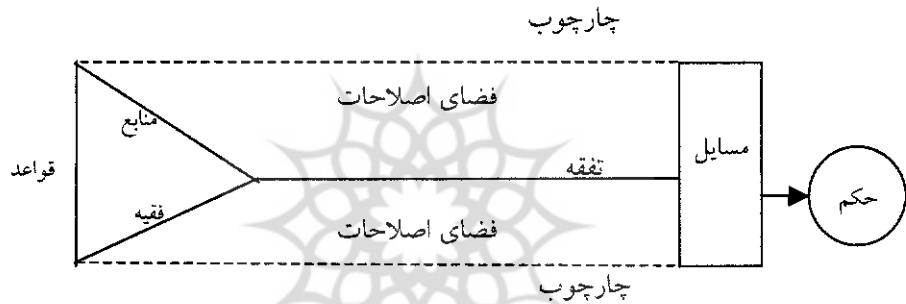 چارچوب
فضای اصلاحات
منابع
مسایل
تفقه
قواعد
حکم
فقیه
فضای اصلاحات
چارچوب